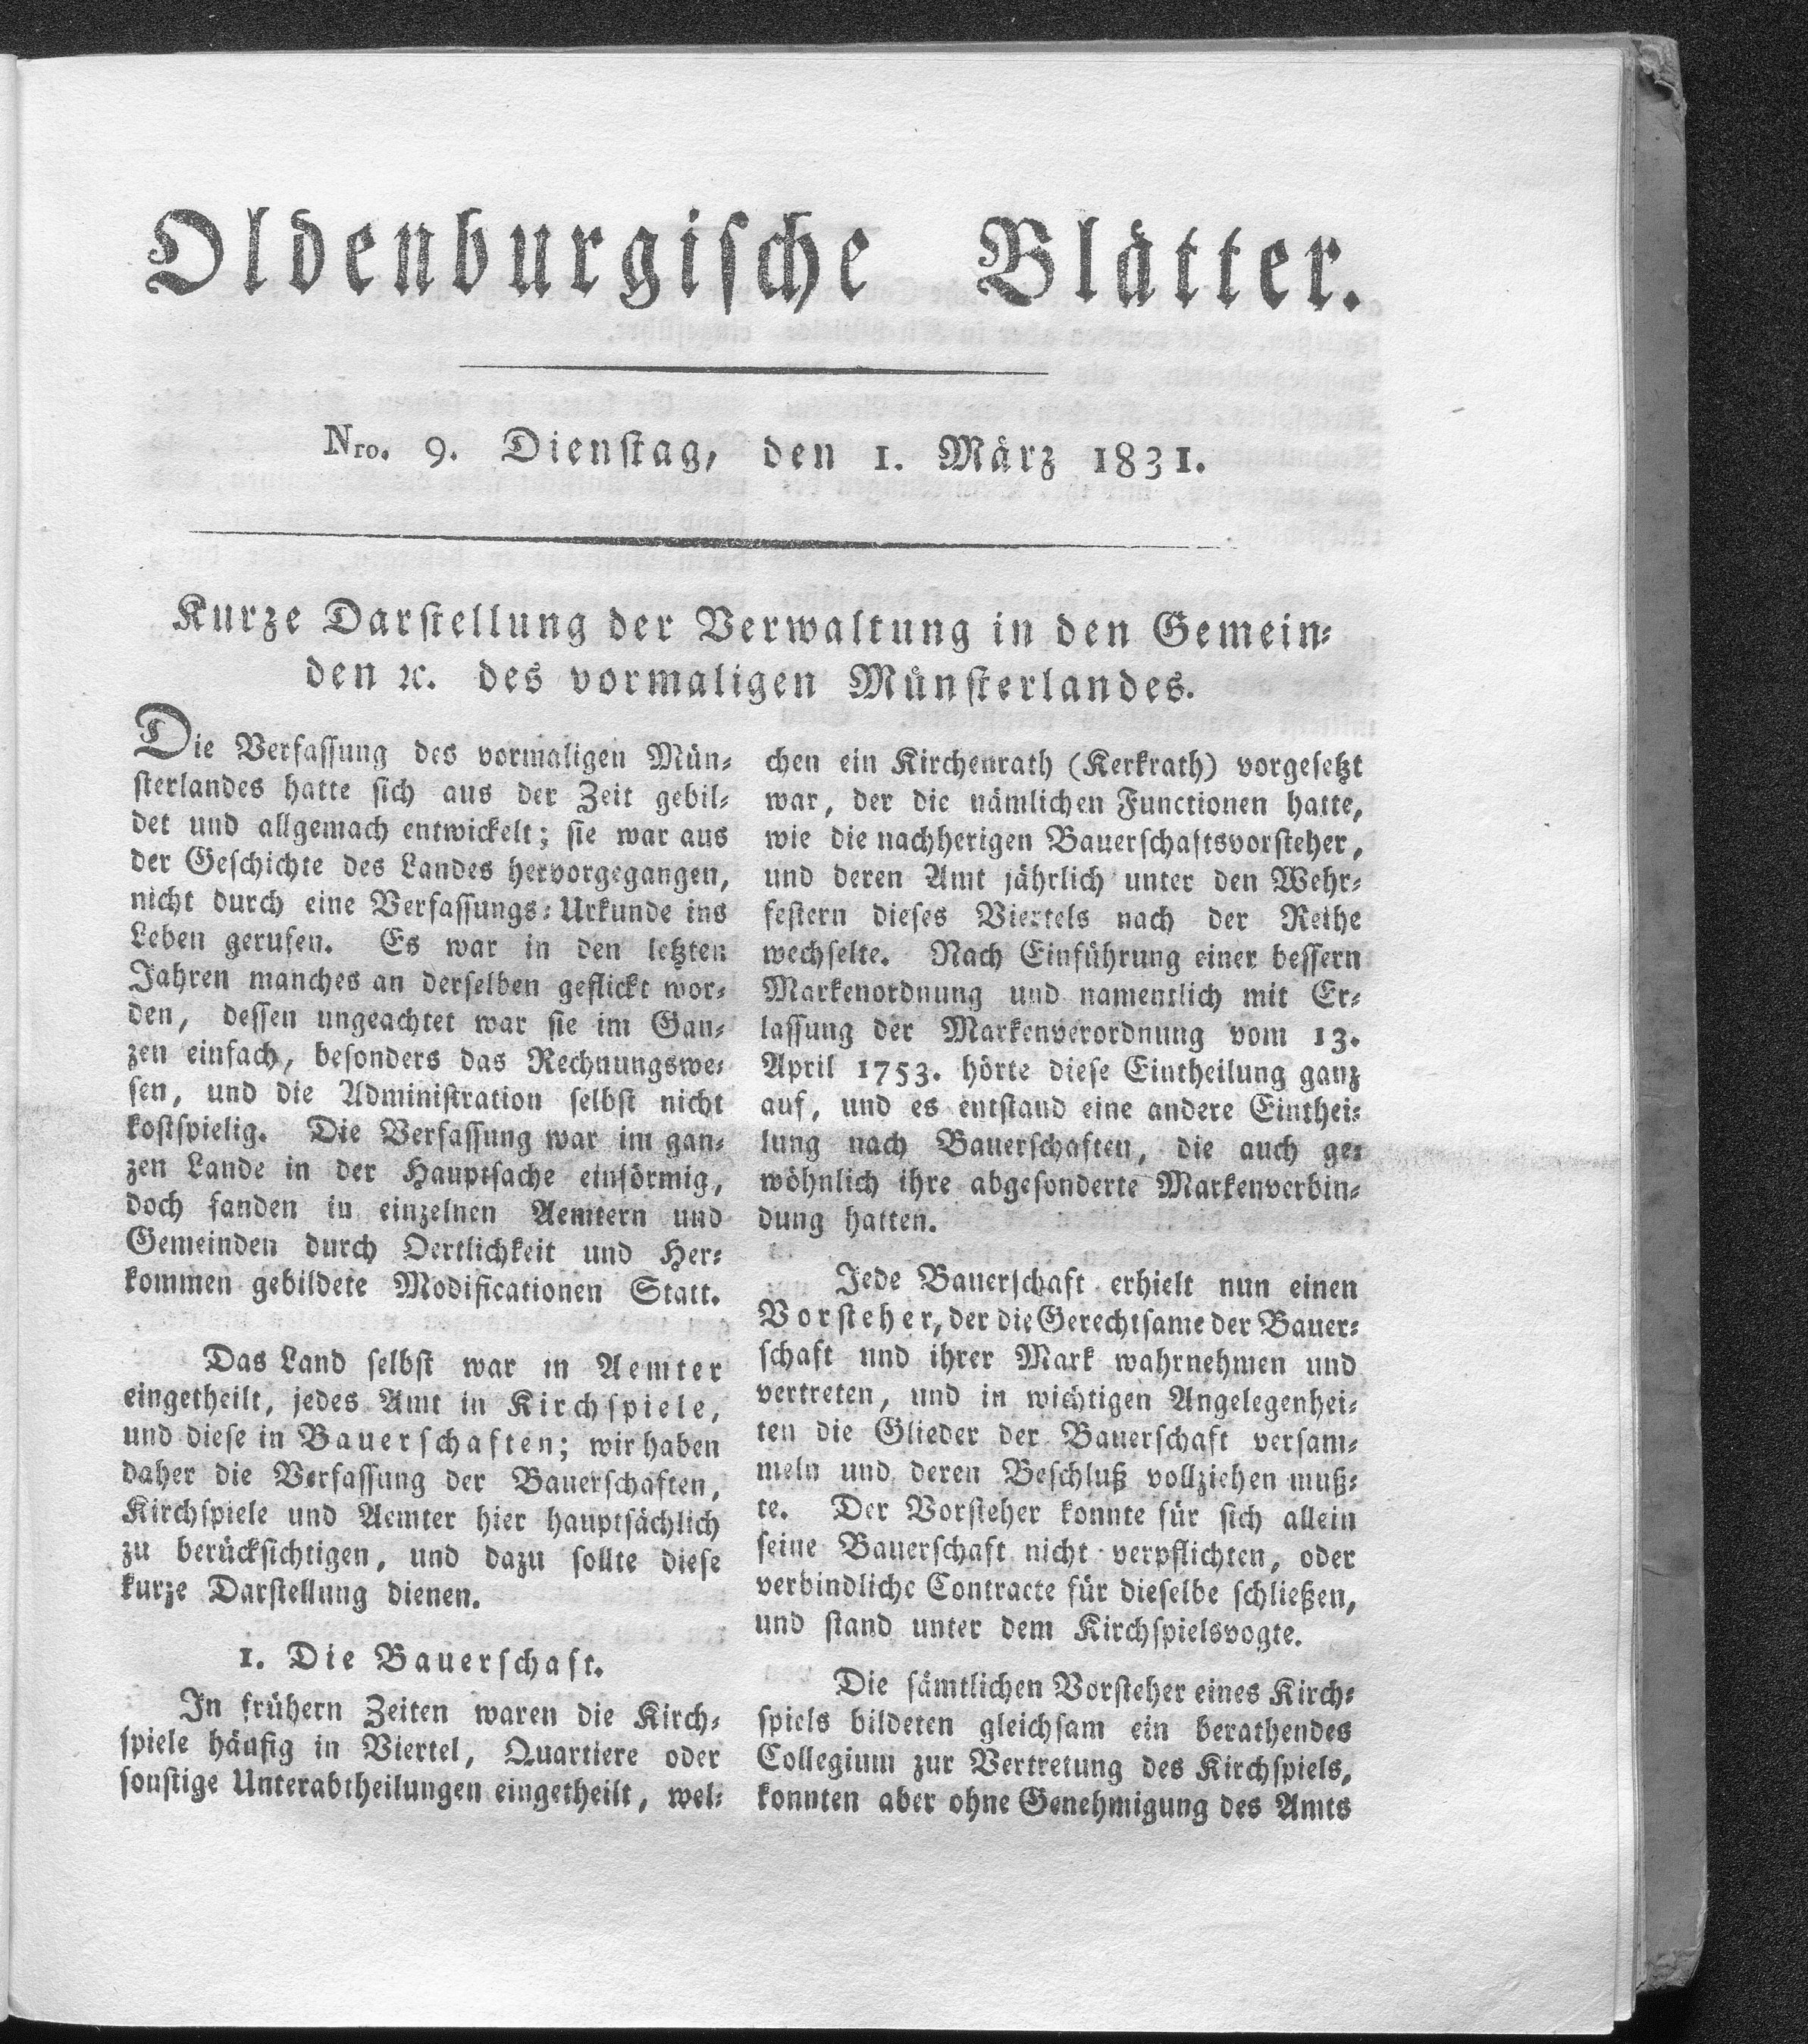 Oldenburgische Blätter.
Nro. 9. Dienstag, den 1. März 1831.
Kurze Darstellung der Verwaltung in den Gemein-
den ꝛc. des vormaligen Münsterlandes.
Die Verfassung des vormaligen Mün-
sterlandes hatte sich aus der Zeit gebil-
det und allgemach entwickelt; sie war aus
der Geschichte des Landes hervorgegangen,
nicht durch eine Verfassungs-Urkunde ins
Leben gerufen. Es war in den letzten
Jahren manches an derselben geflickt wor-
den, dessen ungeachtet war sie im Gan-
zen einfach, besonders das Rechnungswe-
sen, und die Administration selbst nicht
kostspielig. Die Verfassung war im gan-
zen Lande in der Hauptsache einförmig,
doch fanden in einzelnen Aemtern und
Gemeinden durch Oertlichkeit und Her-
kommen gebildete Modificationen Statt.
Das Land selbst war in Aemter
eingetheilt, jedes Amt in Kirchspiele,
und diese in Bauerschaften; wir haben
daher die Verfassung der Bauerschaften,
Kirchspiele und Aemter hier hauptsächlich
zu berücksichtigen, und dazu sollte diese
kurze Darstellung dienen.
1. Die Bauerschaft.
In frühern Zeiten waren die Kirch-
spiele häufig in Viertel, Quartiere oder
sonstige Unterabtheilungen eingetheilt, wel-
chen ein Kirchenrath (Kerkrath) vorgesetzt
war, der die nämlichen Functionen hatte,
wie die nachherigen Bauerschaftsvorsteher,
und deren Amt jährlich unter den Wehr-
festern dieses Viertels nach der Reihe
wechselte. Nach Einführung einer bessern
Markenordnung und namentlich mit Er-
lassung der Markenverordnung vom 13.
April 1753. hörte diese Eintheilung ganz
auf, und es entstand eine andere Einthei-
lung nach Bauerschaften, die auch ge-
wöhnlich ihre abgesonderte Markenverbin-
dung hatten.
Jede Bauerschaft erhielt nun einen
Vorsteher, der die Gerechtsame der Bauer-
schaft und ihrer Mark wahrnehmen und
vertreten, und in wichtigen Angelegenhei-
ten die Glieder der Bauerschaft versam-
meln und deren Beschluß vollziehen muß-
te. Der Vorsteher konnte für sich allein
seine Bauerschaft nicht verpflichten, oder
verbindliche Contracte für dieselbe schließen,
und stand unter dem Kirchspielsvogte.
Die sämtlichen Vorsteher eines Kirch-
spiels bildeten gleichsam ein berathendes
Collegium zur Vertretung des Kirchspiels,
konnten aber ohne Genehmigung des Amts